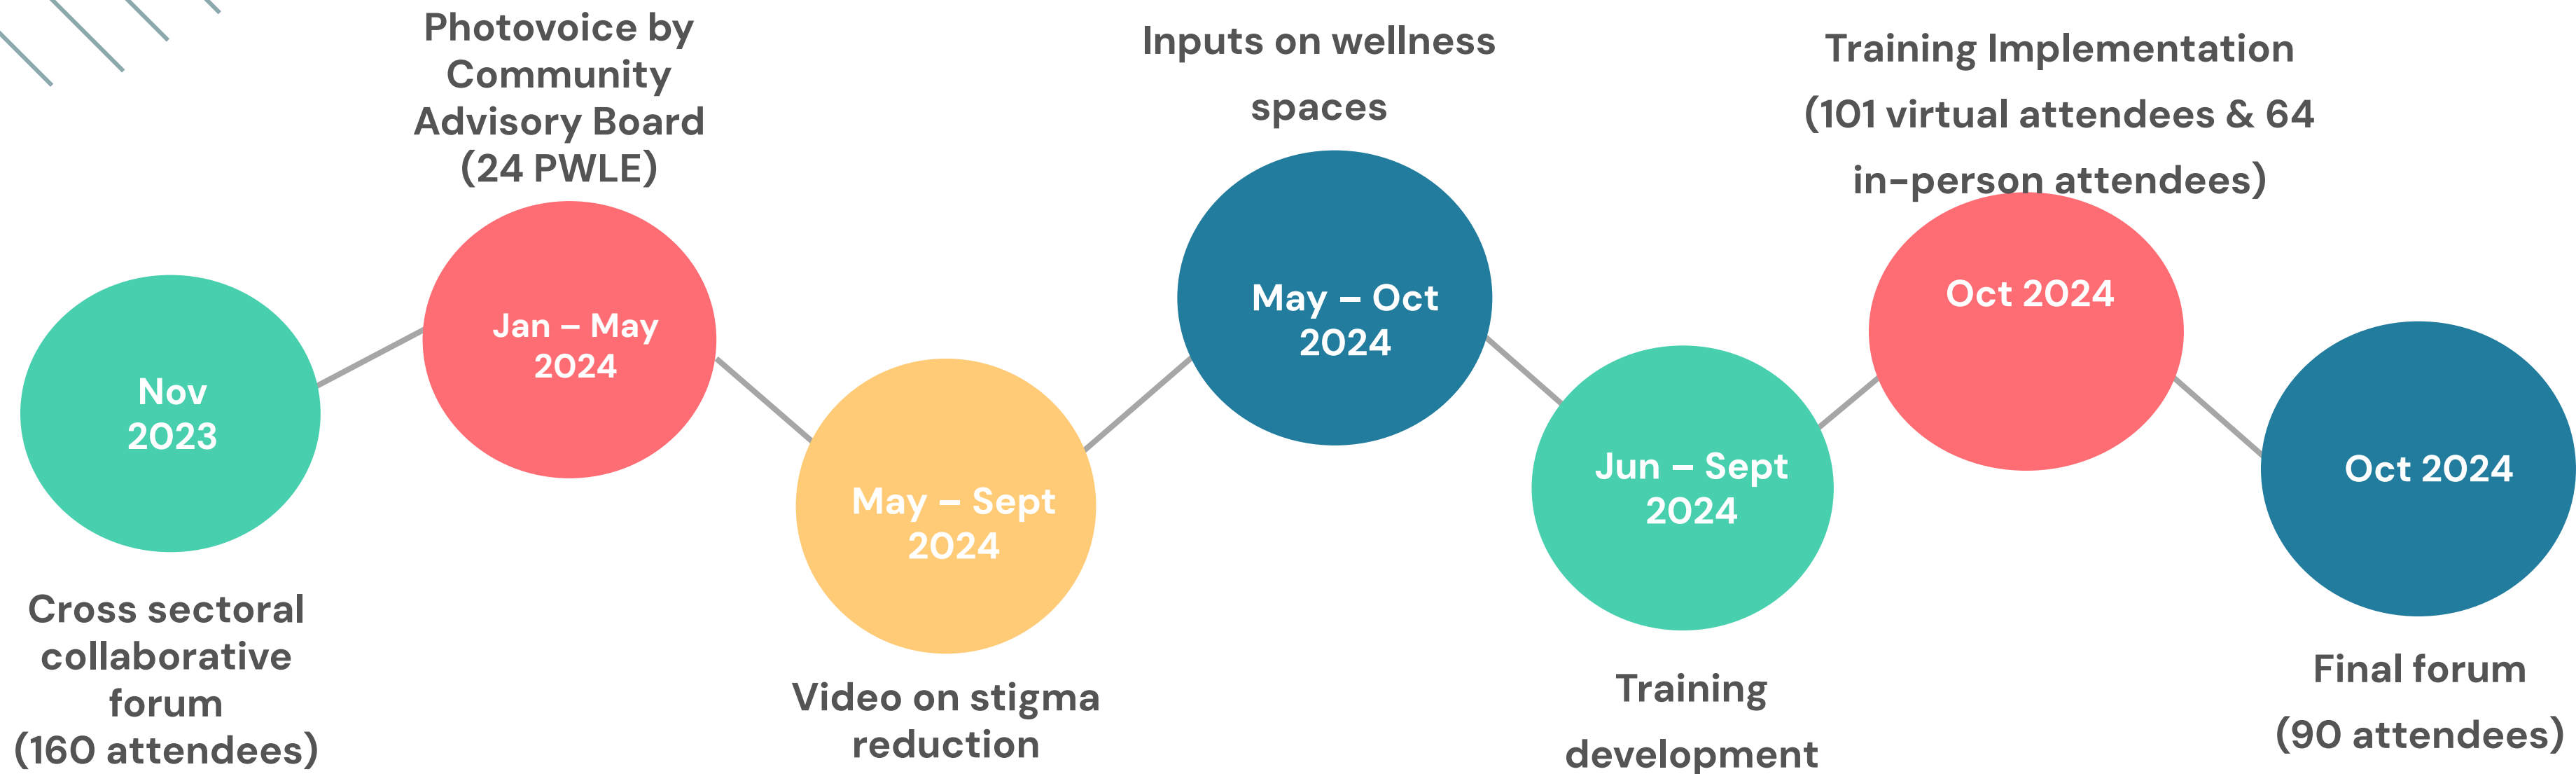 Nov
2023
Cross sectoral
collaborative
forum
(160 attendees)
Photovoice by
Community
Advisory Board
(24 PWLE)
Jan – May
2024
May – Sept
2024
Video on stigma
reduction
Inputs on wellness
spaces
May – Oct
2024
Jun – Sept
2024
Training
development
Training Implementation
(101 virtual attendees & 64
in-person attendees)
Oct 2024
Oct 2024
Final forum
(90 attendees)